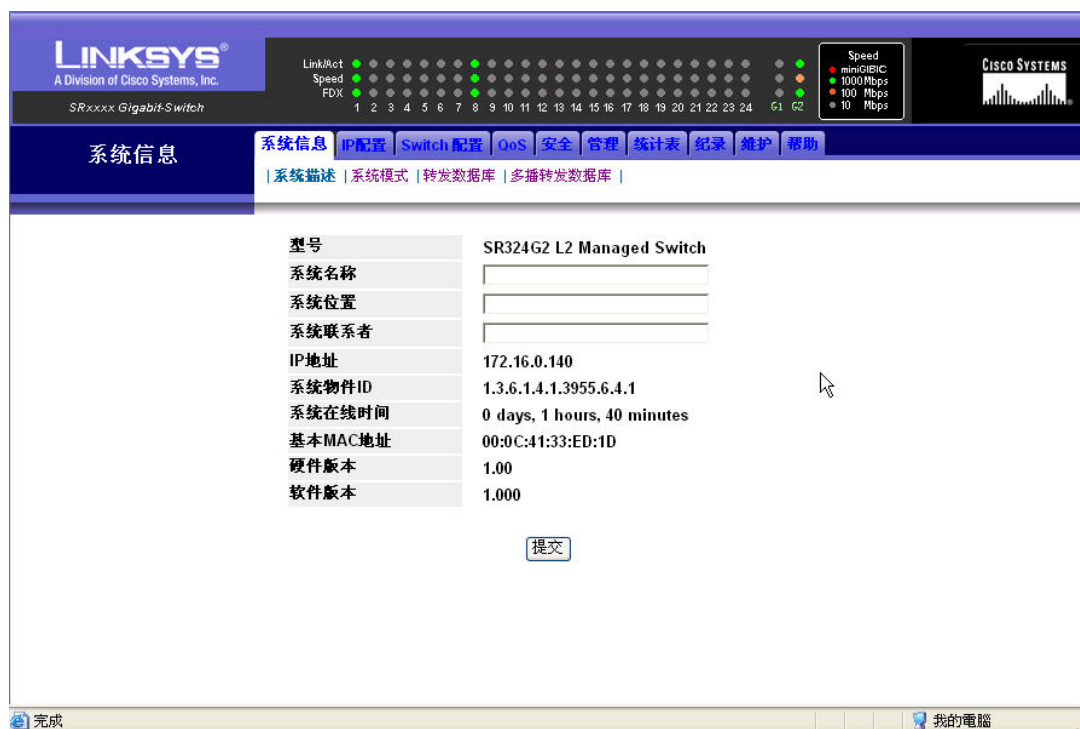 LINKSYS®
A Division of Cisco Systems, Inc.
SRxxxx Gigabit-Switch
Link/Act
Speed
FDX
1 2 3 4 5 6 7 8 9 10 11 12 13 14 15 16 17 18 19 20 21 22 23 24 G1 G2
Speed
miniGIBIC
1000Mbps
100 Mbps
10 Mbps
CISCO SYSTEMS
系统信息
系统信息 IP配置 Switch 配置 QoS 安全 管理 统计表 纪录 维护 帮助
| 系统描述 | 系统模式 | 转发数据库 | 多播转发数据库 |
型号 SR324G2 L2 Managed Switch
系统名称
系统位置
系统联系者
IP地址 172.16.0.140
系统物件ID 1.3.6.1.4.1.3955.6.4.1
系统在线时间 0 days, 1 hours, 40 minutes
基本MAC地址 00:0C:41:33:ED:1D
硬件版本 1.00
软件版本 1.000
提交
完成 我的電腦